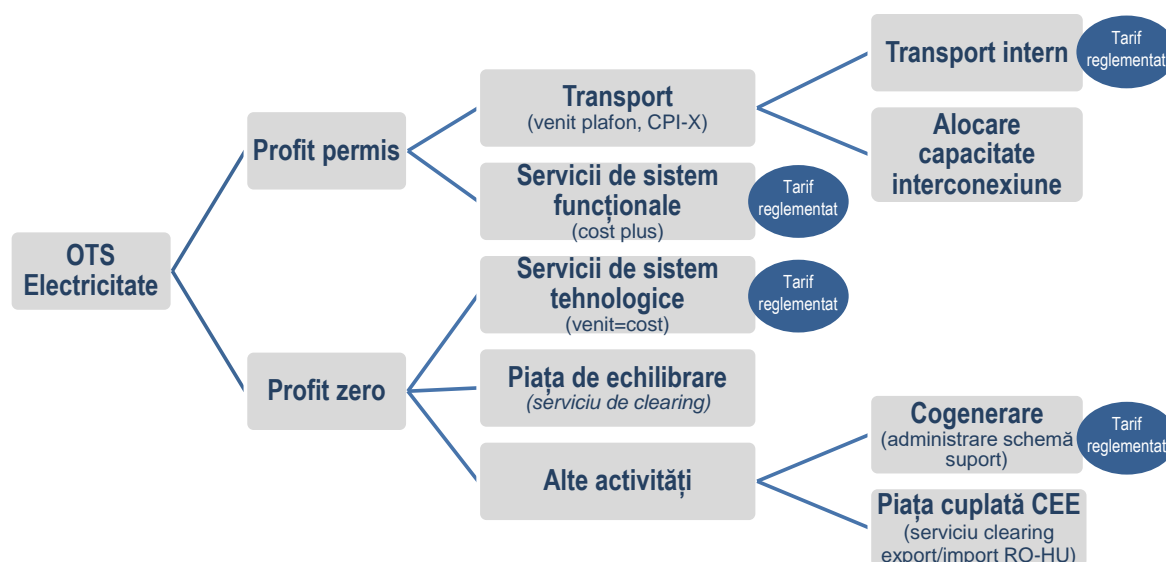 OTS
Electricitate
Profit permis
Profit zero
Transport
(venit plafon, CPI-X)
Servicii de sistem
funcționale
(cost plus)
Tarif
reglementat
Servicii de sistem
tehnologice
(venit=cost)
Tarif
reglementat
Piața de echilibrare
(serviciu de clearing)
Alte activități
Transport intern
Tarif
reglementat
Alocare
capacitate
interconexiune
Cogenerare
(administrare schemă
suport)
Tarif
reglementat
Piața cuplată CEE
(serviciu clearing
export/import RO-HU)